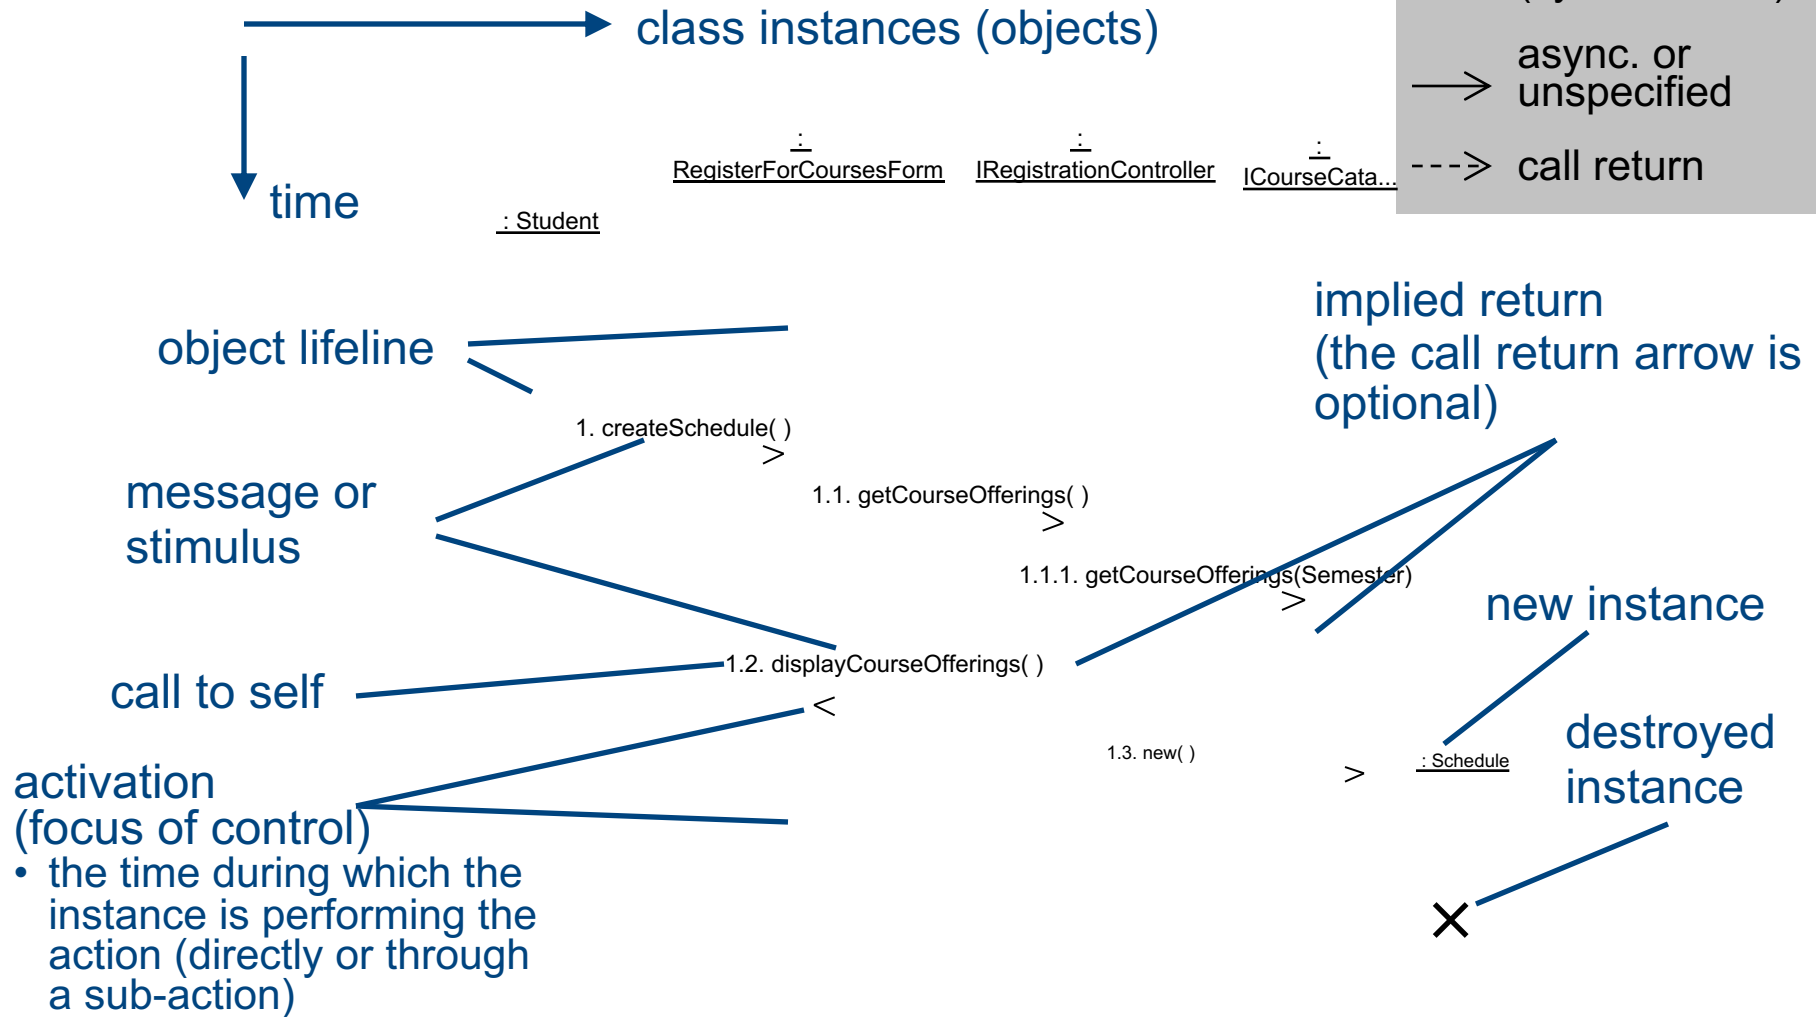 class instances (objects)
async. or
unspecified
call return
:
RegisterForCoursesForm
:
IRegistrationController
:
ICourseCata...
time
: Student
implied return
(the call return arrow is
optional)
object lifeline
1. createSchedule( )
message or
stimulus
1.1. getCourseOfferings( )
1.1.1. getCourseOfferings(Semester)
new instance
1.2. displayCourseOfferings( )
call to self
destroyed
instance
1.3. new( )
: Schedule
activation
(focus of control)
• the time during which the
instance is performing the
action (directly or through
a sub-action)